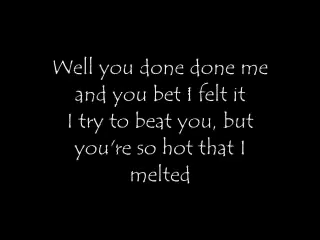 Well you done done me
and you bet I felt it
I try to beat you, but
you're so hot that I
melted